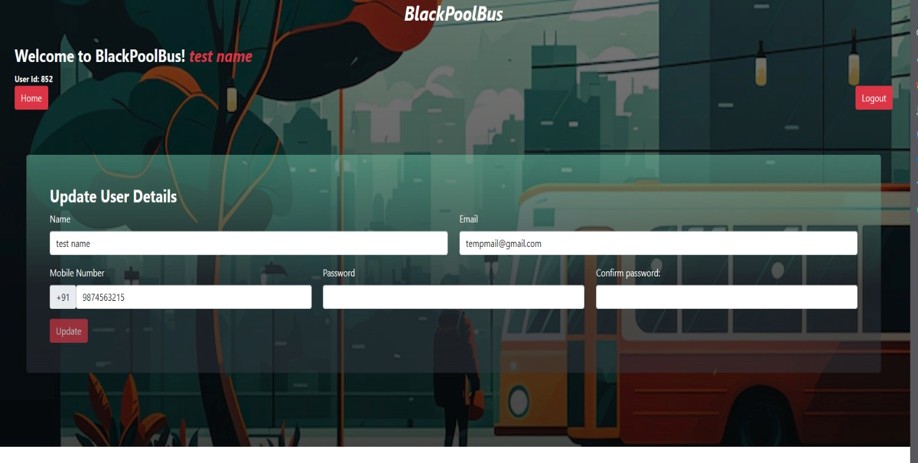 BlackPoolBus
Welcome to BlackPoolBus! test name
User Id: 852
Home
Logout
Update User Details
Name
Email
test name
tempmail@gmail.com
Mobile Number
Password
Confirm password:
+91
9874563215
Update